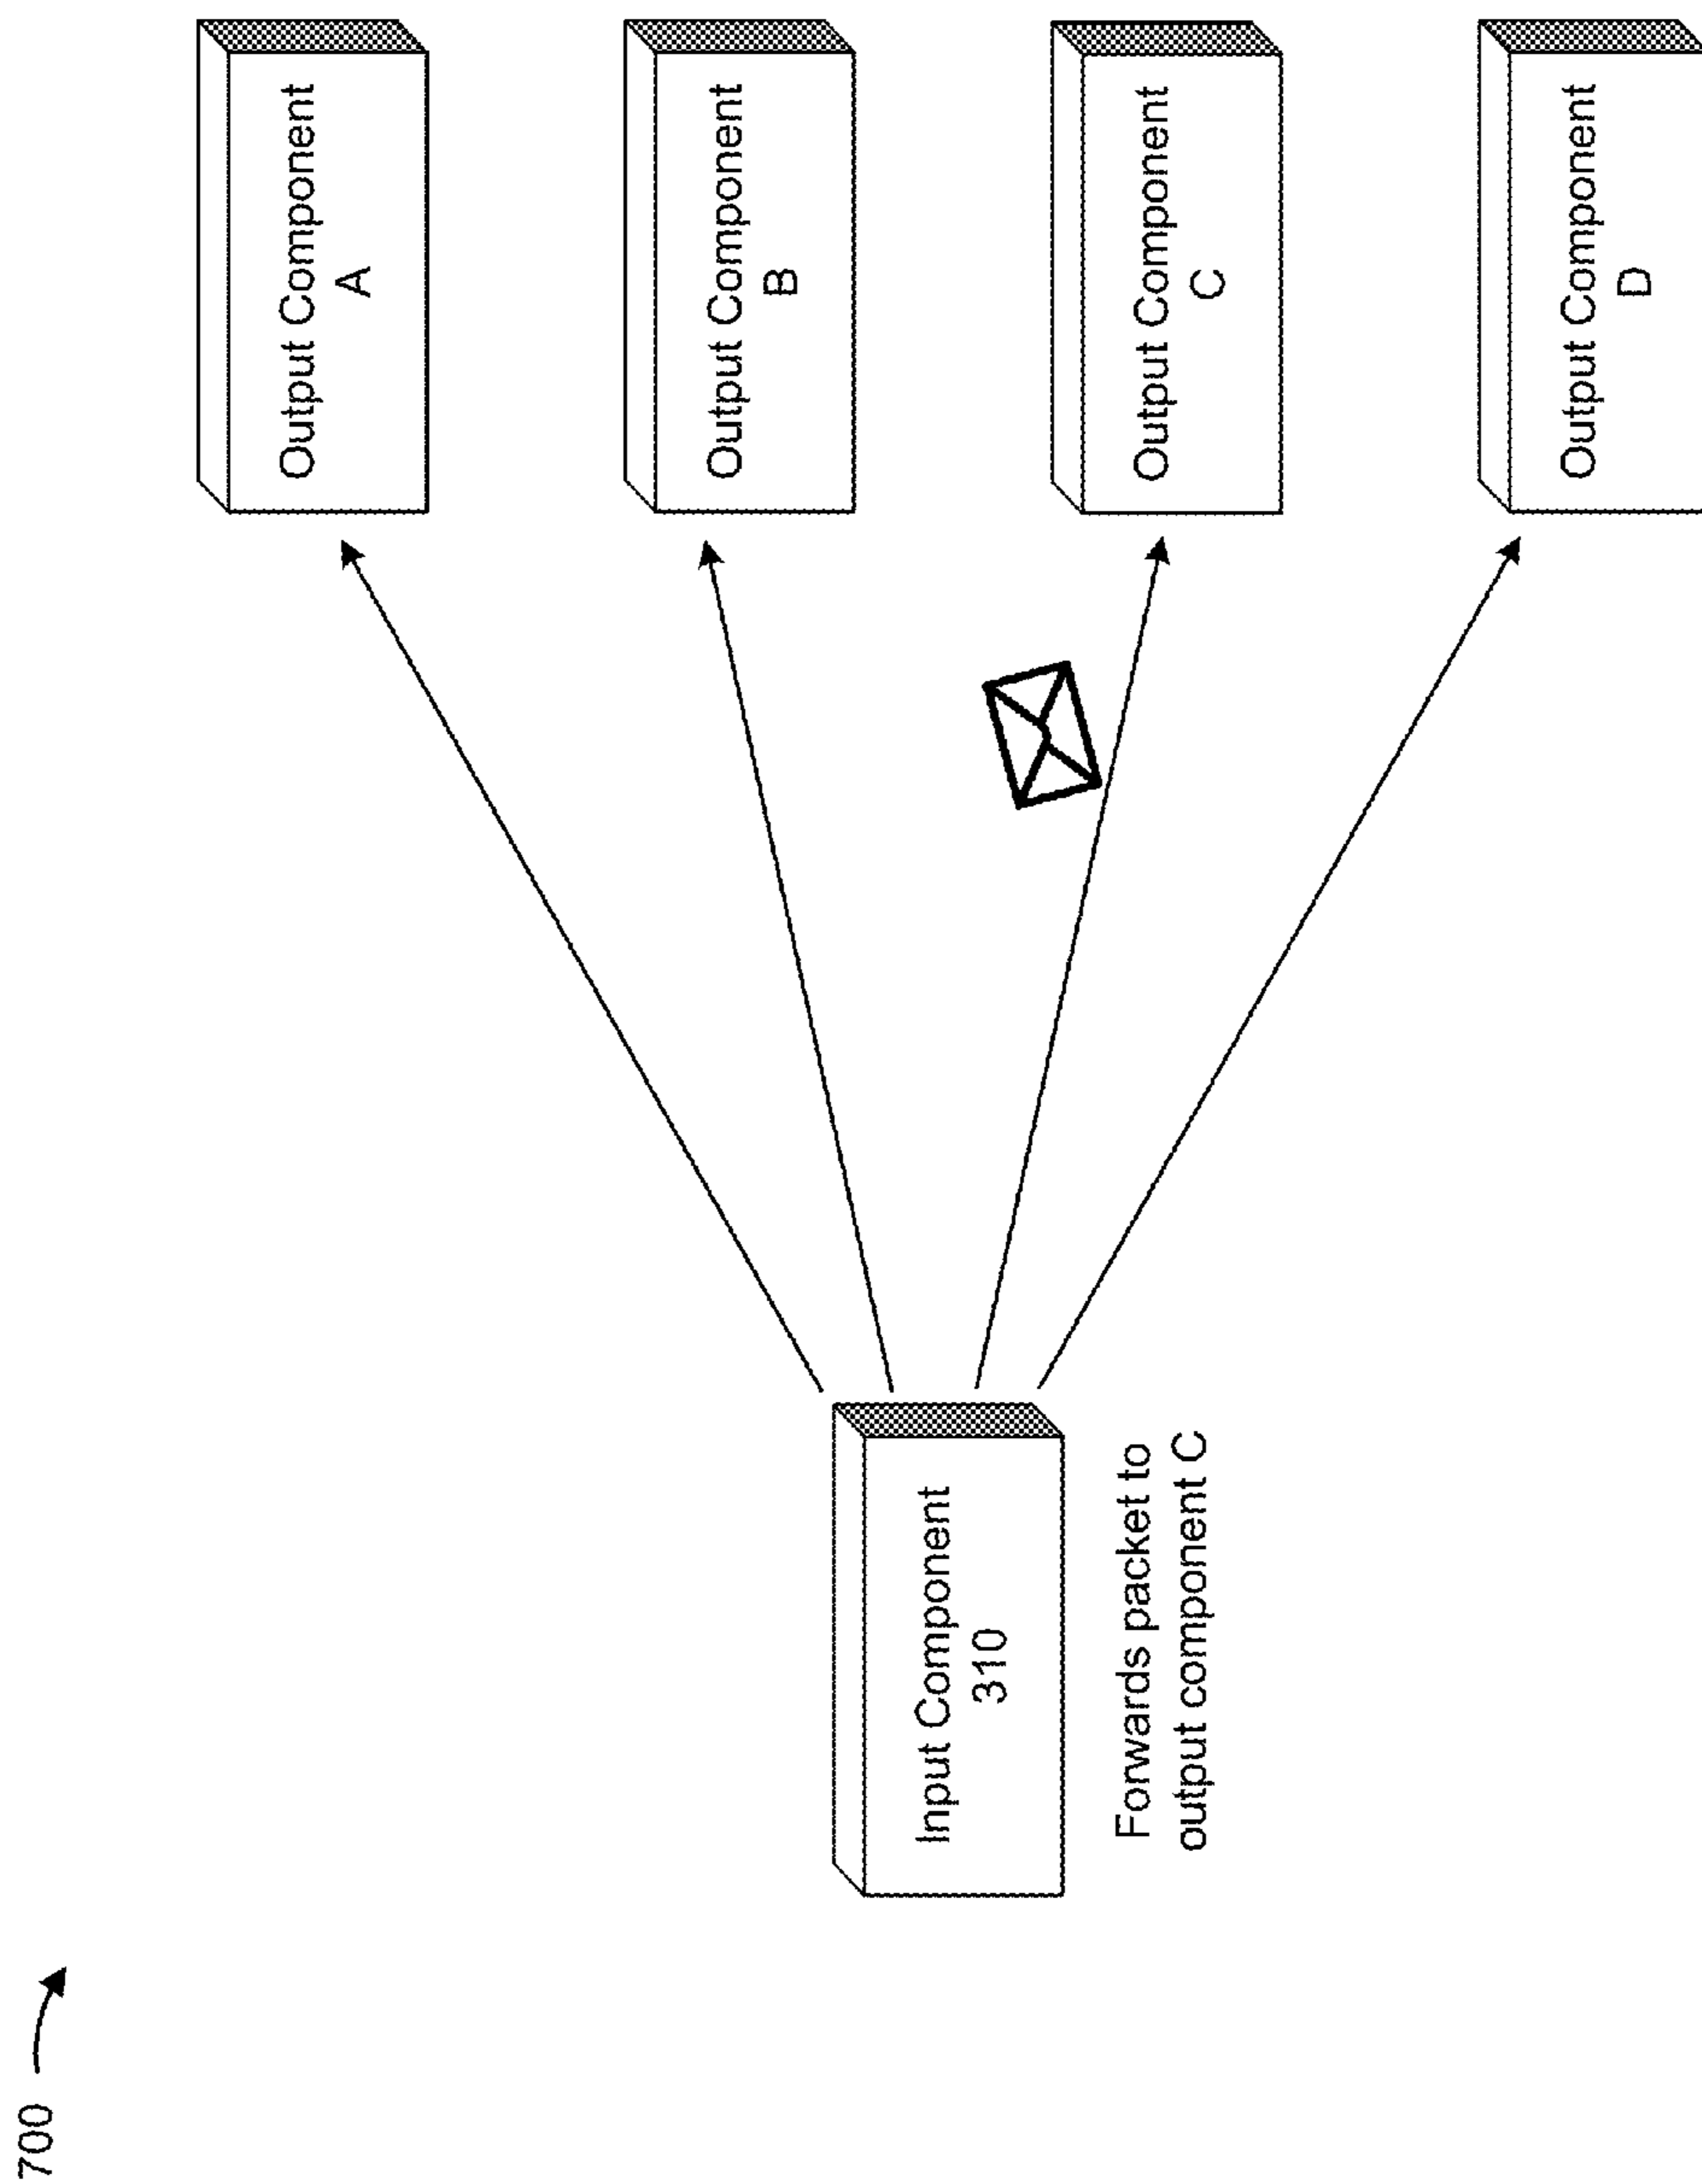 700
Input Component
310
Forwards packet to
output component C
Output Component
A
Output Component
B
Output Component
C
Output Component
D